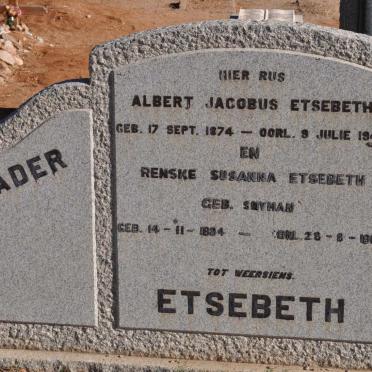 ADER
HIER RUS
ALBERT JACOBUS ETSEBETH
GEB. 17 SEPT. 1874 — OORL. 9 JULIE
EN
RENSKE SUSANNA ETSEBETH
GEB. SNYMAN
GEB. 14-11-1894 —
TOT WEERSIENS.
ETSEBETH